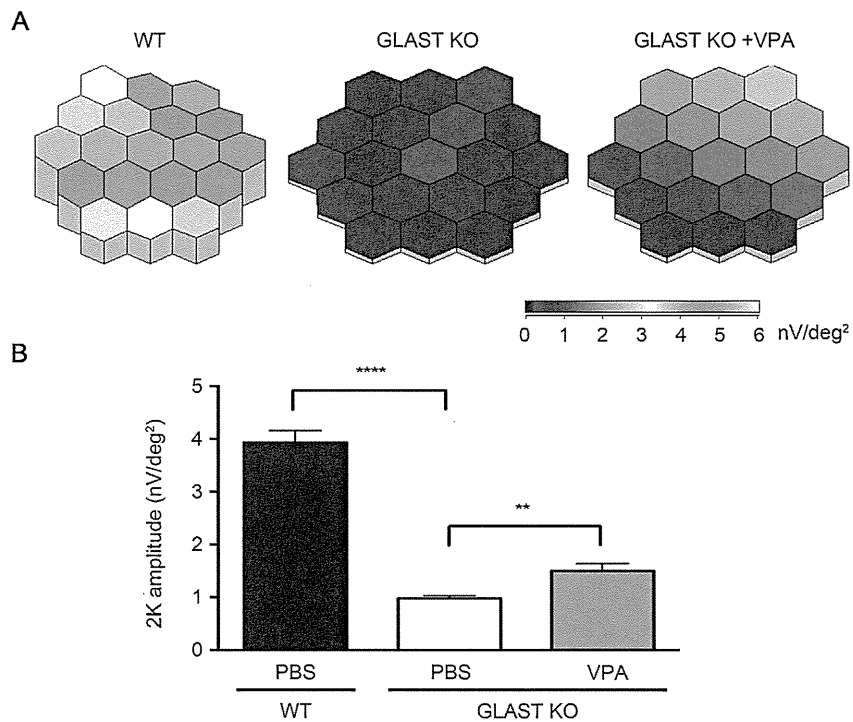 A
WT
GLAST KO
GLAST KO +VPA
0 1 2 3 4 5 6 nV/deg²
B
2K amplitude (nV/deg²)
5
4
3
2
1
0
****
**
PBS
PBS
VPA
WT
GLAST KO